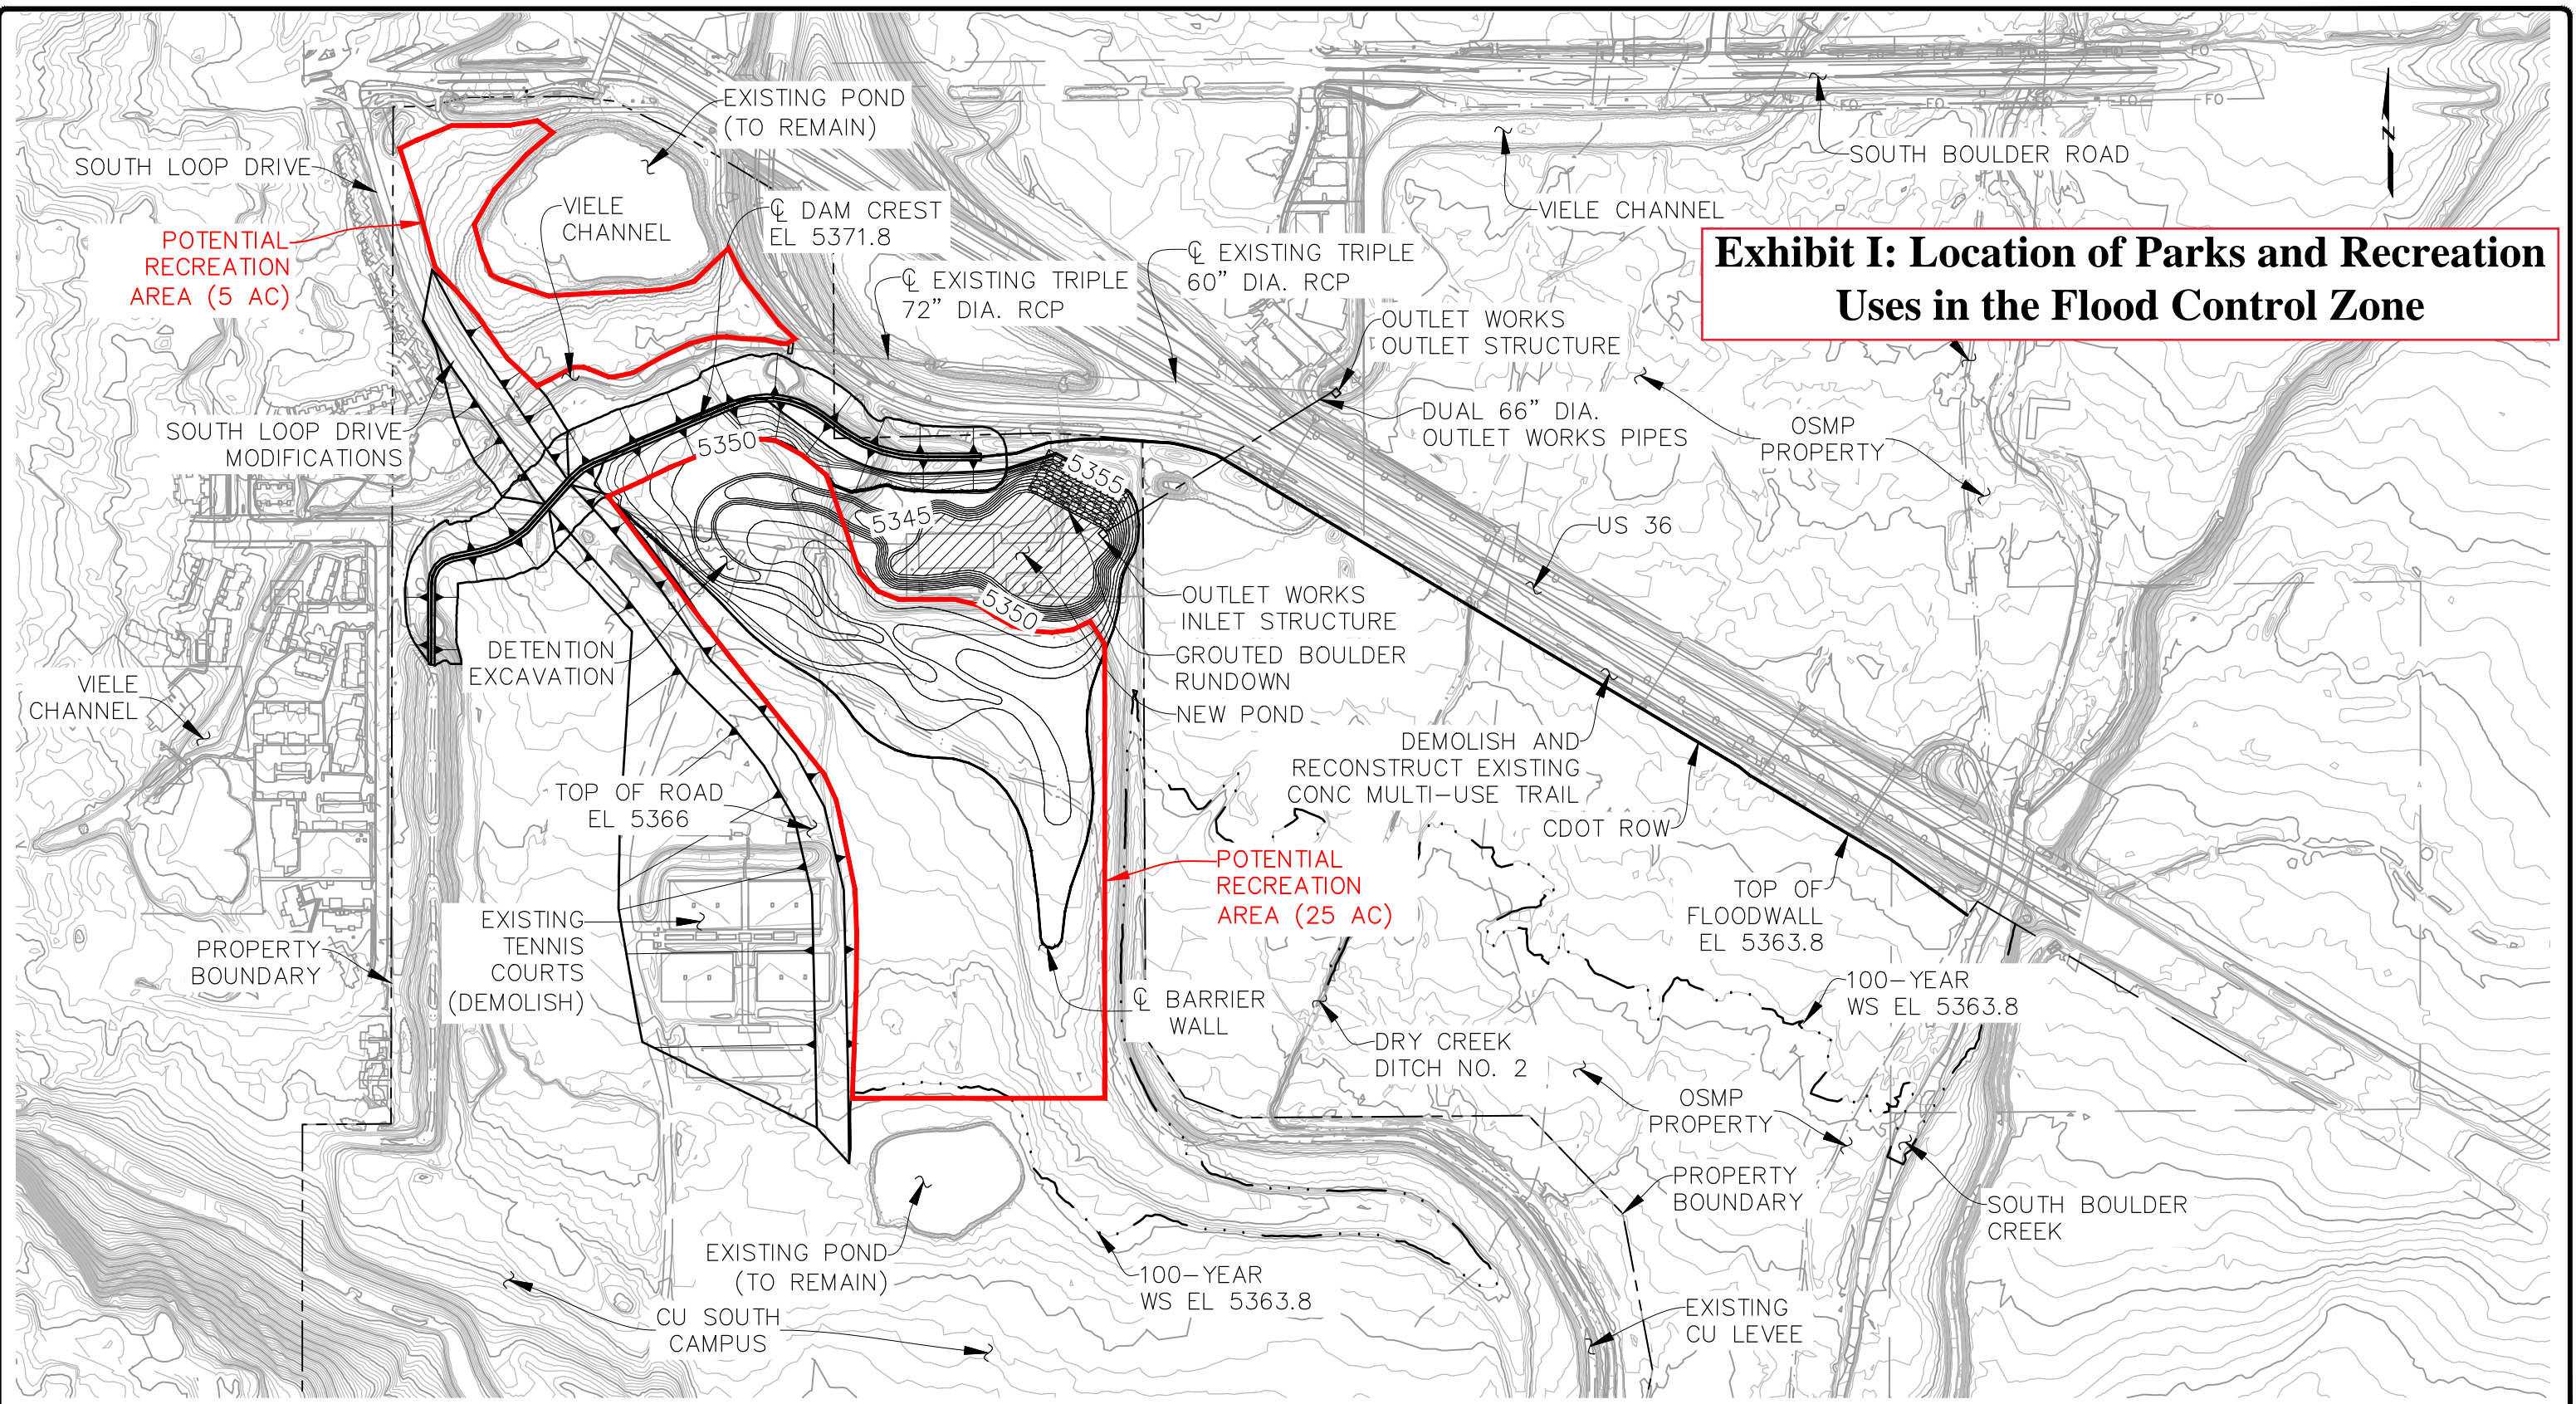 EXISTING POND
(TO REMAIN)
SOUTH LOOP DRIVE
VIELE
CHANNEL
℄ DAM CREST
EL 5371.8
POTENTIAL
RECREATION
AREA (5 AC)
℄ EXISTING TRIPLE
72” DIA. RCP
℄ EXISTING TRIPLE
60” DIA. RCP
FO
FO
FO
FO
FO
FO
FO
SOUTH BOULDER ROAD
VIELE CHANNEL
N
Exhibit I: Location of Parks and Recreation
Uses in the Flood Control Zone
OUTLET WORKS
OUTLET STRUCTURE
DUAL 66” DIA.
OUTLET WORKS PIPES
OSMP
PROPERTY
SOUTH LOOP DRIVE
MODIFICATIONS
5350
5355
5345
5350
US 36
OUTLET WORKS
INLET STRUCTURE
GROUTED BOULDER
RUNDOWN
NEW POND
DETENTION
EXCAVATION
VIELE
CHANNEL
DEMOLISH AND
RECONSTRUCT EXISTING
CONC MULTI-USE TRAIL
CDOT ROW
TOP OF ROAD
EL 5366
POTENTIAL
RECREATION
AREA (25 AC)
TOP OF
FLOODWALL
EL 5363.8
EXISTING
TENNIS
COURTS
(DEMOLISH)
PROPERTY
BOUNDARY
℄ BARRIER
WALL
100-YEAR
WS EL 5363.8
DRY CREEK
DITCH NO. 2
OSMP
PROPERTY
PROPERTY
BOUNDARY
SOUTH BOULDER
CREEK
EXISTING POND
(TO REMAIN)
100-YEAR
WS EL 5363.8
CU SOUTH
CAMPUS
EXISTING
CU LEVEE